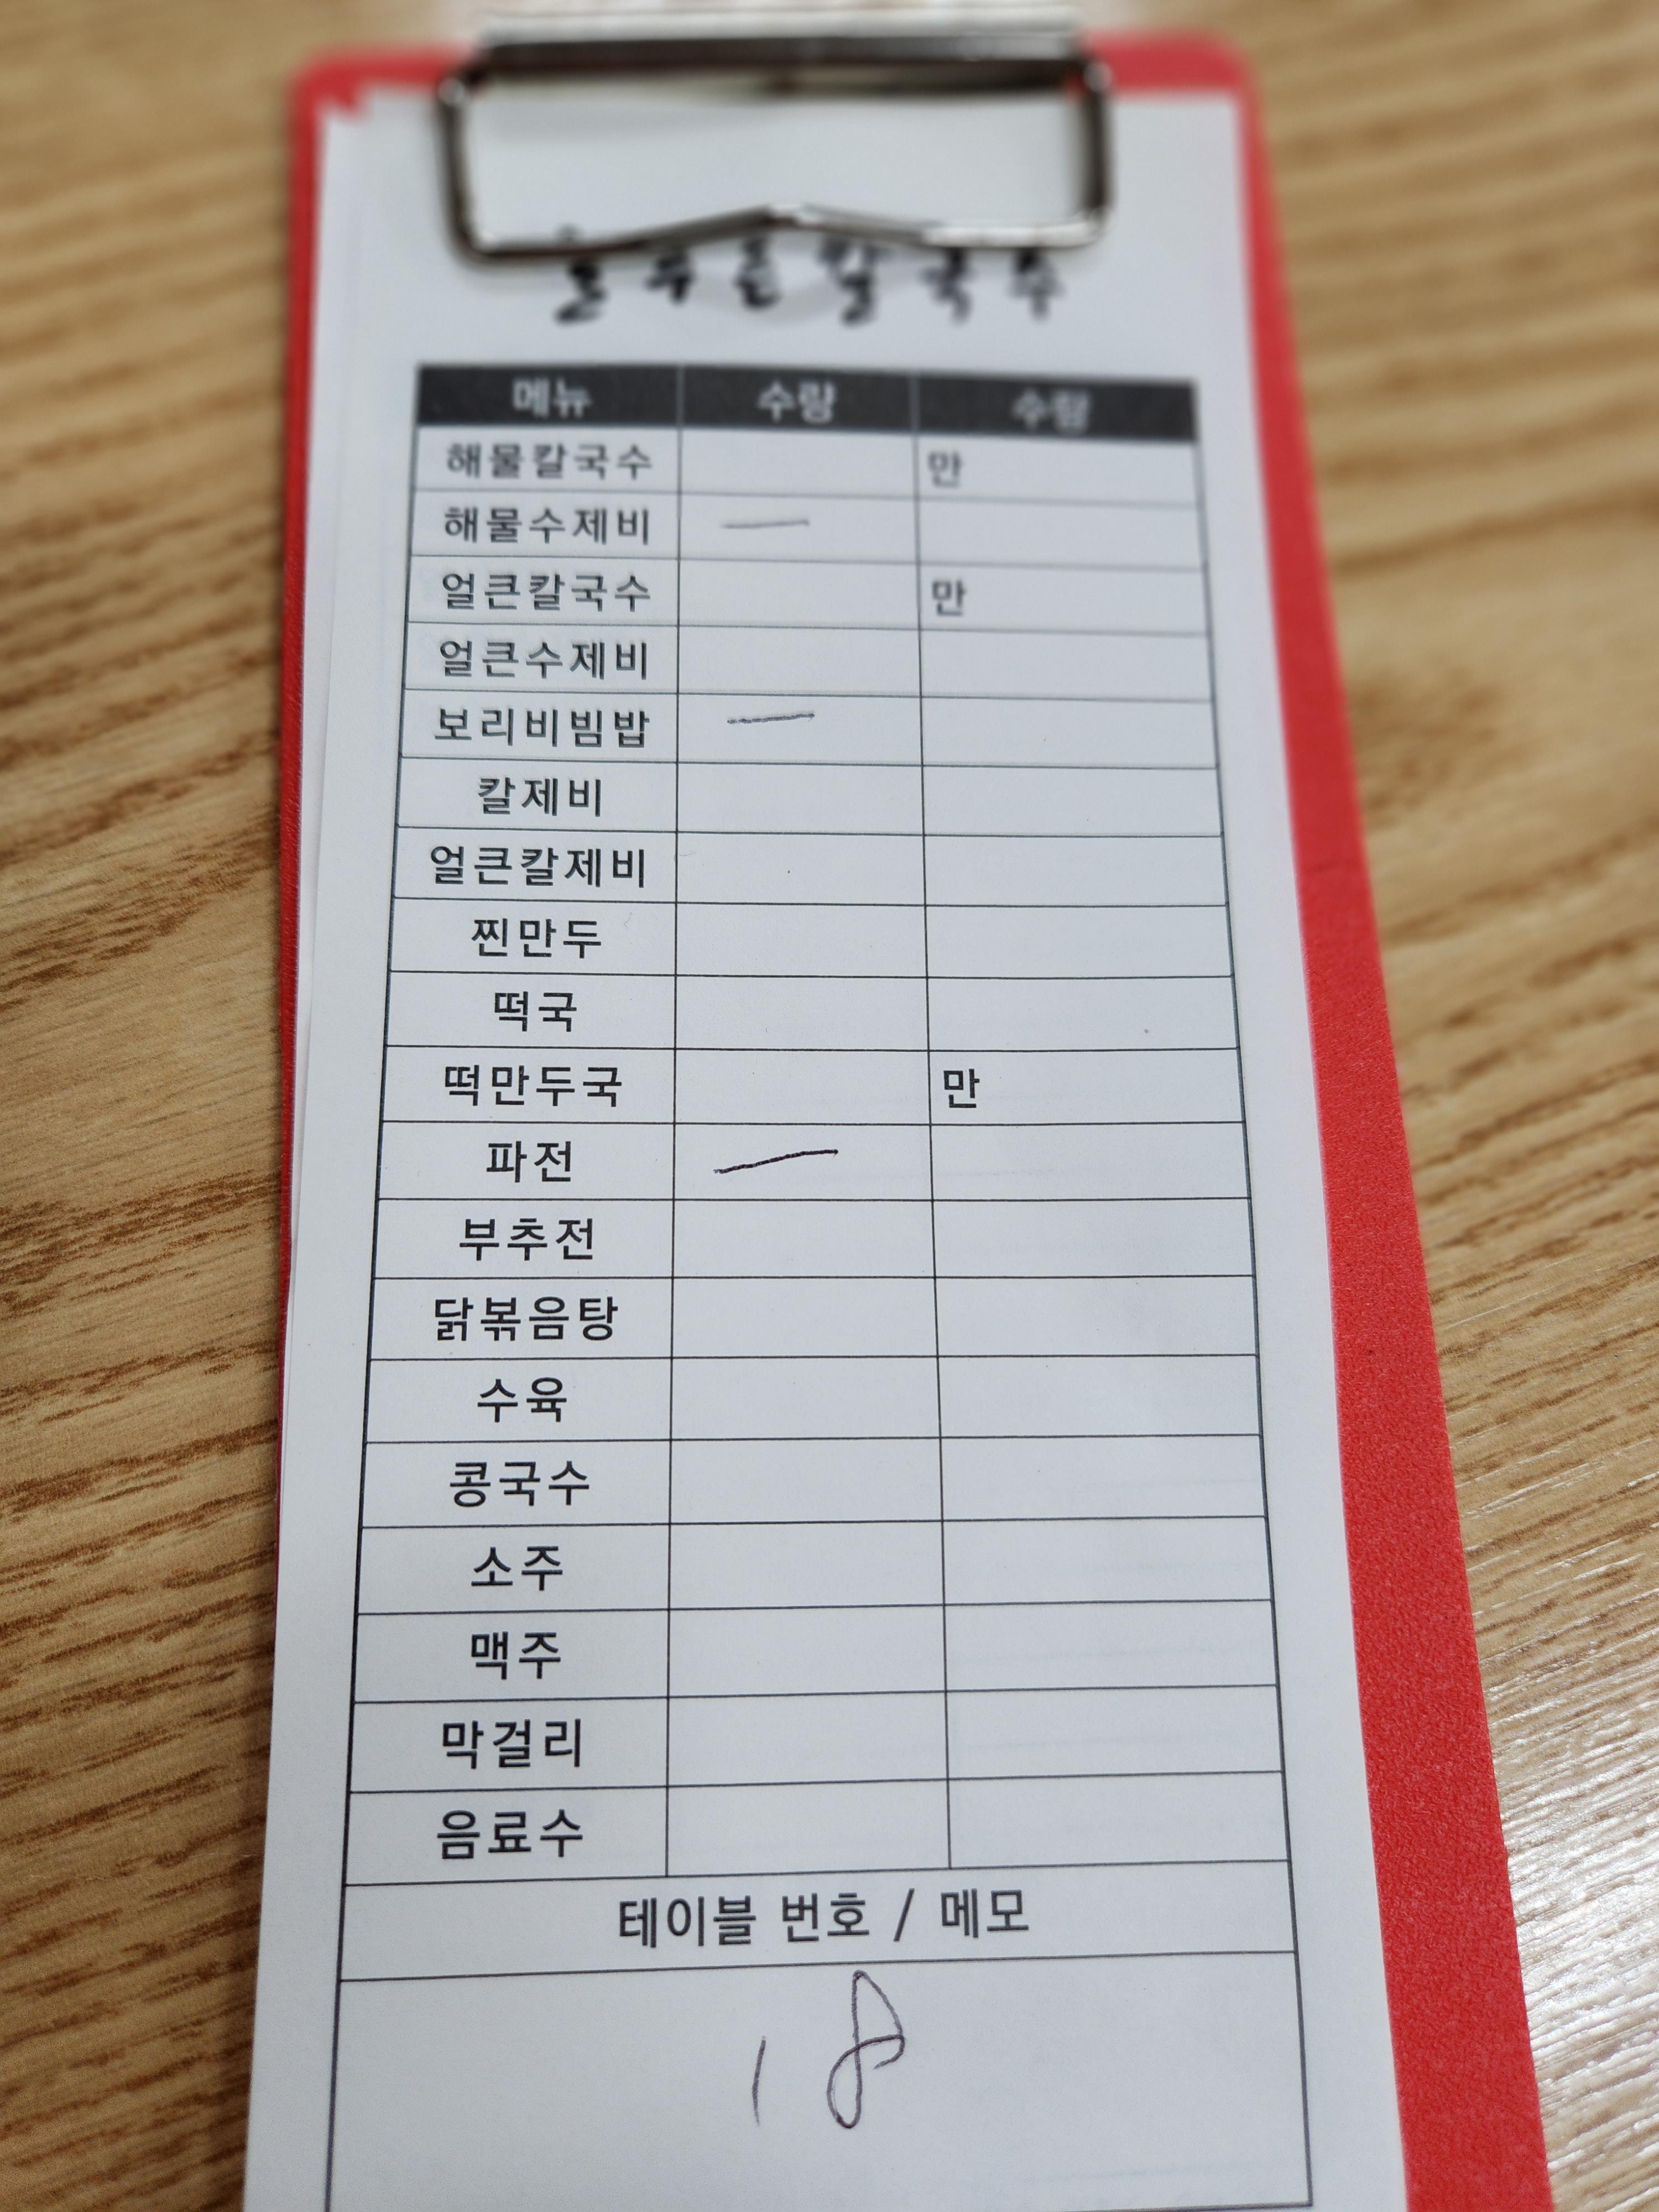 칼국수
메뉴 수량 수량
해물칼국수 만
해물수제비 —
얼큰칼국수 만
얼큰수제비
보리비빔밥 —
칼제비
얼큰칼제비
찐만두
떡국
떡만두국 만
파전 —
부추전
닭볶음탕
수육
콩국수
소주
맥주
막걸리
음료수
테이블 번호 / 메모
18